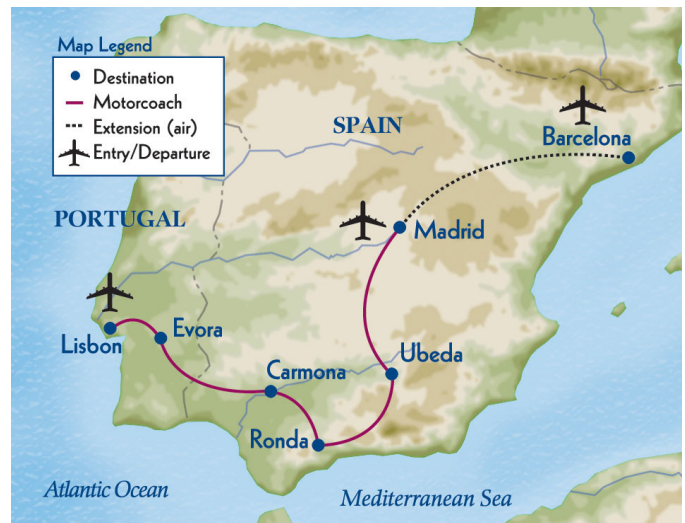 Map Legend
Destination
Motorcoach
Extension (air)
Entry/Departure
SPAIN
Barcelona
PORTUGAL
Madrid
Lisbon
Evora
Carmona
Ubeda
Ronda
Atlantic Ocean
Mediterranean Sea